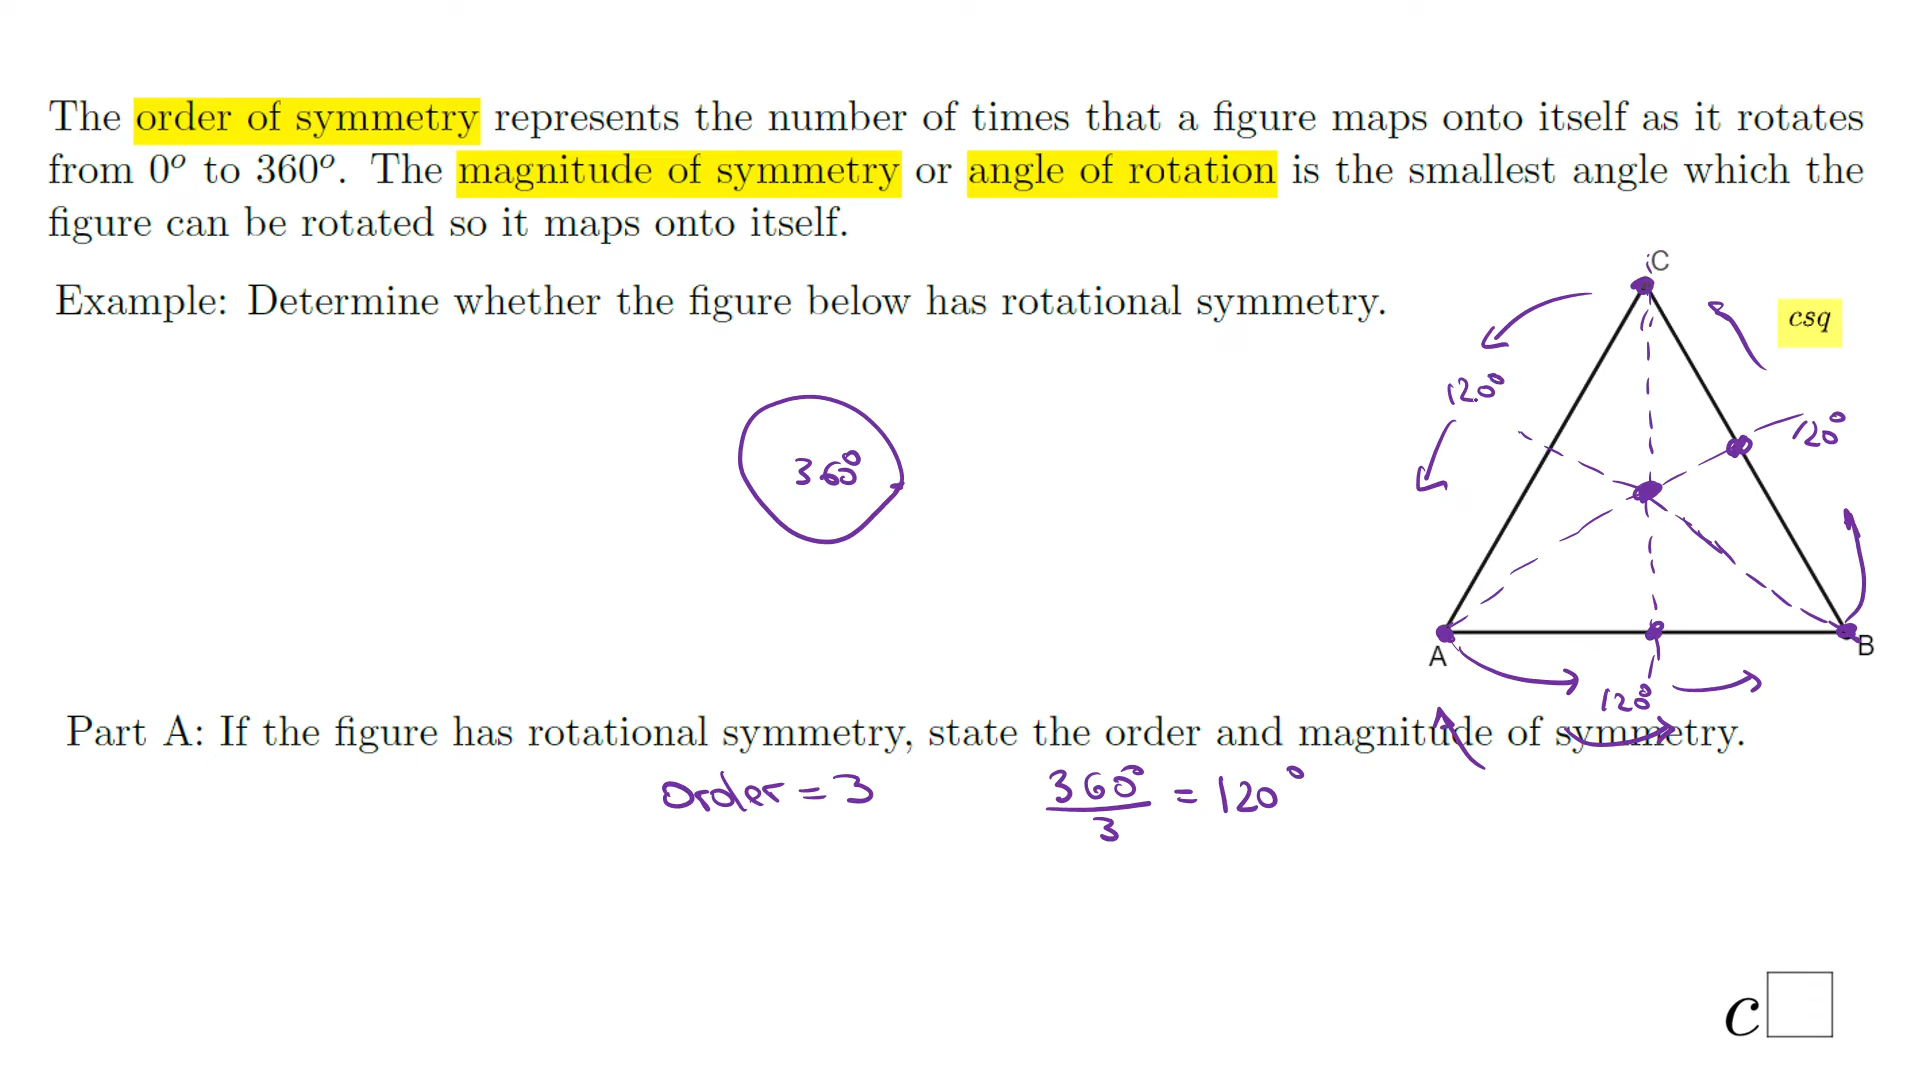 The order of symmetry represents the number of times that a figure maps onto itself as it rotates
from 0º to 360º. The magnitude of symmetry or angle of rotation is the smallest angle which the
figure can be rotated so it maps onto itself.
C
Example: Determine whether the figure below has rotational symmetry.
csq
120°
120°
360°
A
B
120°
Part A: If the figure has rotational symmetry, state the order and magnitude of symmetry.
Order = 3
360°/3 = 120°
c